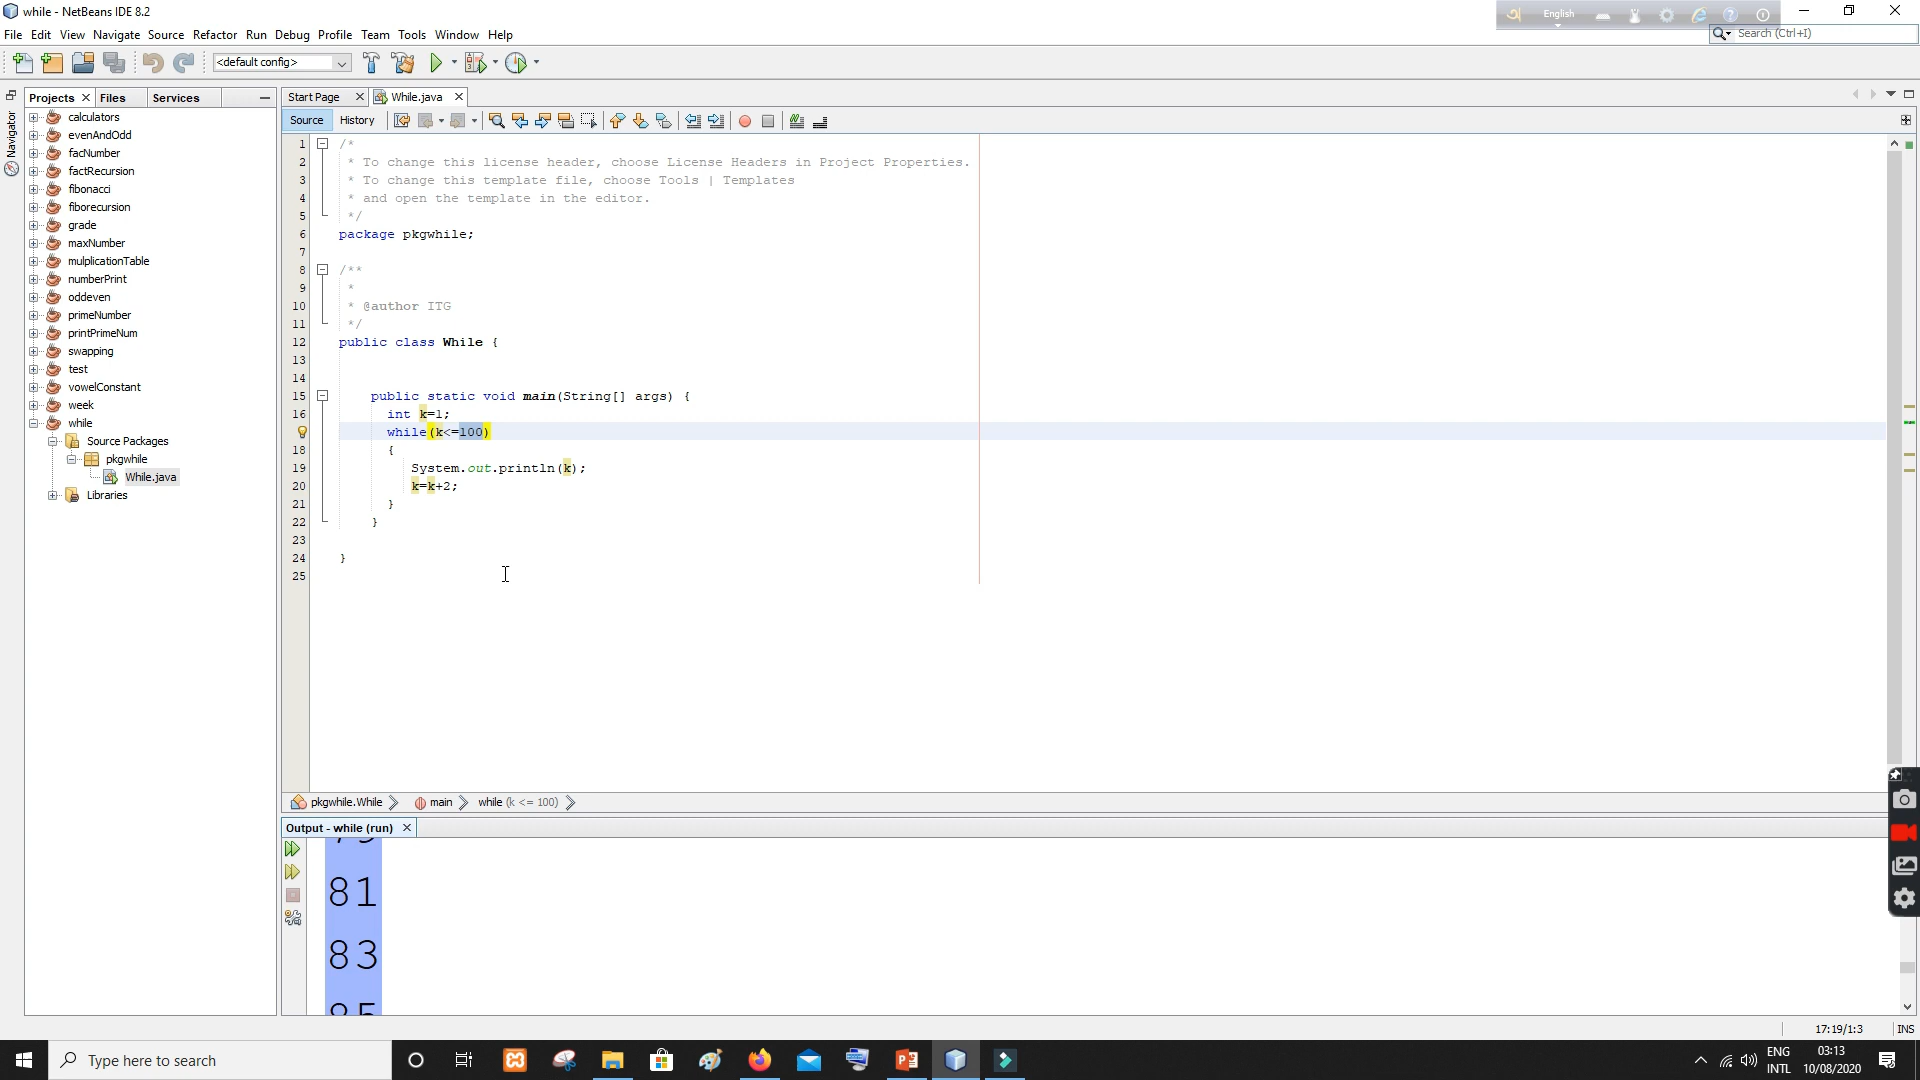 while - NetBeans IDE 8.2
English
File Edit View Navigate Source Refactor Run Debug Profile Team Tools Window Help
Search (Ctrl+I)
<default config>
Projects Files Services
Start Page While.java
Source History
Navigator
calculators
evenAndOdd
facNumber
factRecursion
fibonacci
fiborecursion
grade
maxNumber
mulplicationTable
numberPrint
oddeven
primeNumber
printPrimeNum
swapping
test
vowelConstant
week
while
Source Packages
pkgwhile
While.java
Libraries
1 /*
2 * To change this license header, choose License Headers in Project Properties.
3 * To change this template file, choose Tools | Templates
4 * and open the template in the editor.
5 */
6 package pkgwhile;
7
8 /**
9 *
10 * @author ITG
11 */
12 public class While {
13
14
15 public static void main(String[] args) {
16 int k=1;
while(k<=100)
18 {
19 System.out.println(k);
20 k=k+2;
21 }
22 }
23
24 }
25
pkgwhile.While main while (k <= 100)
Output - while (run)
79
81
83
85
17:19/1:3 INS
Type here to search
ENG
INTL
03:13
10/08/2020